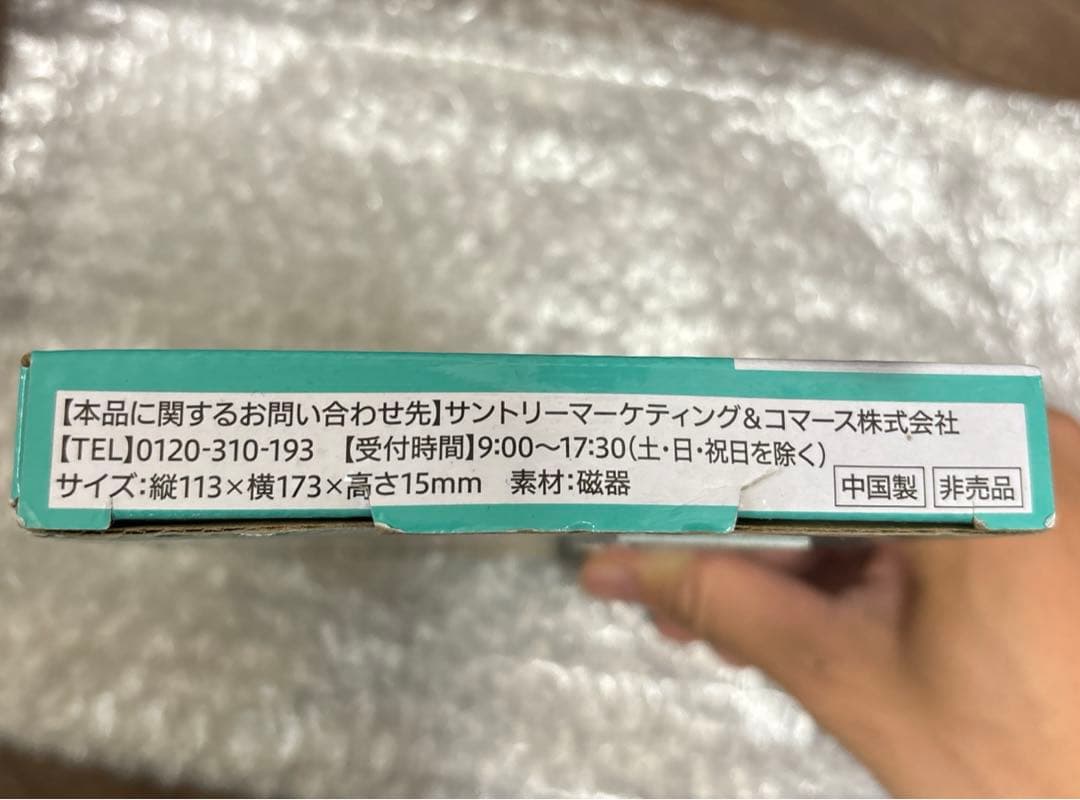 【本品に関するお問い合わせ先】サントリーマーケティング&コマース株式会社
【TEL】0120-310-193 【受付時間】9:00〜17:30(土・日・祝日を除く)
サイズ:縦113×横173×高さ15mm 素材:磁器 中国製 非売品